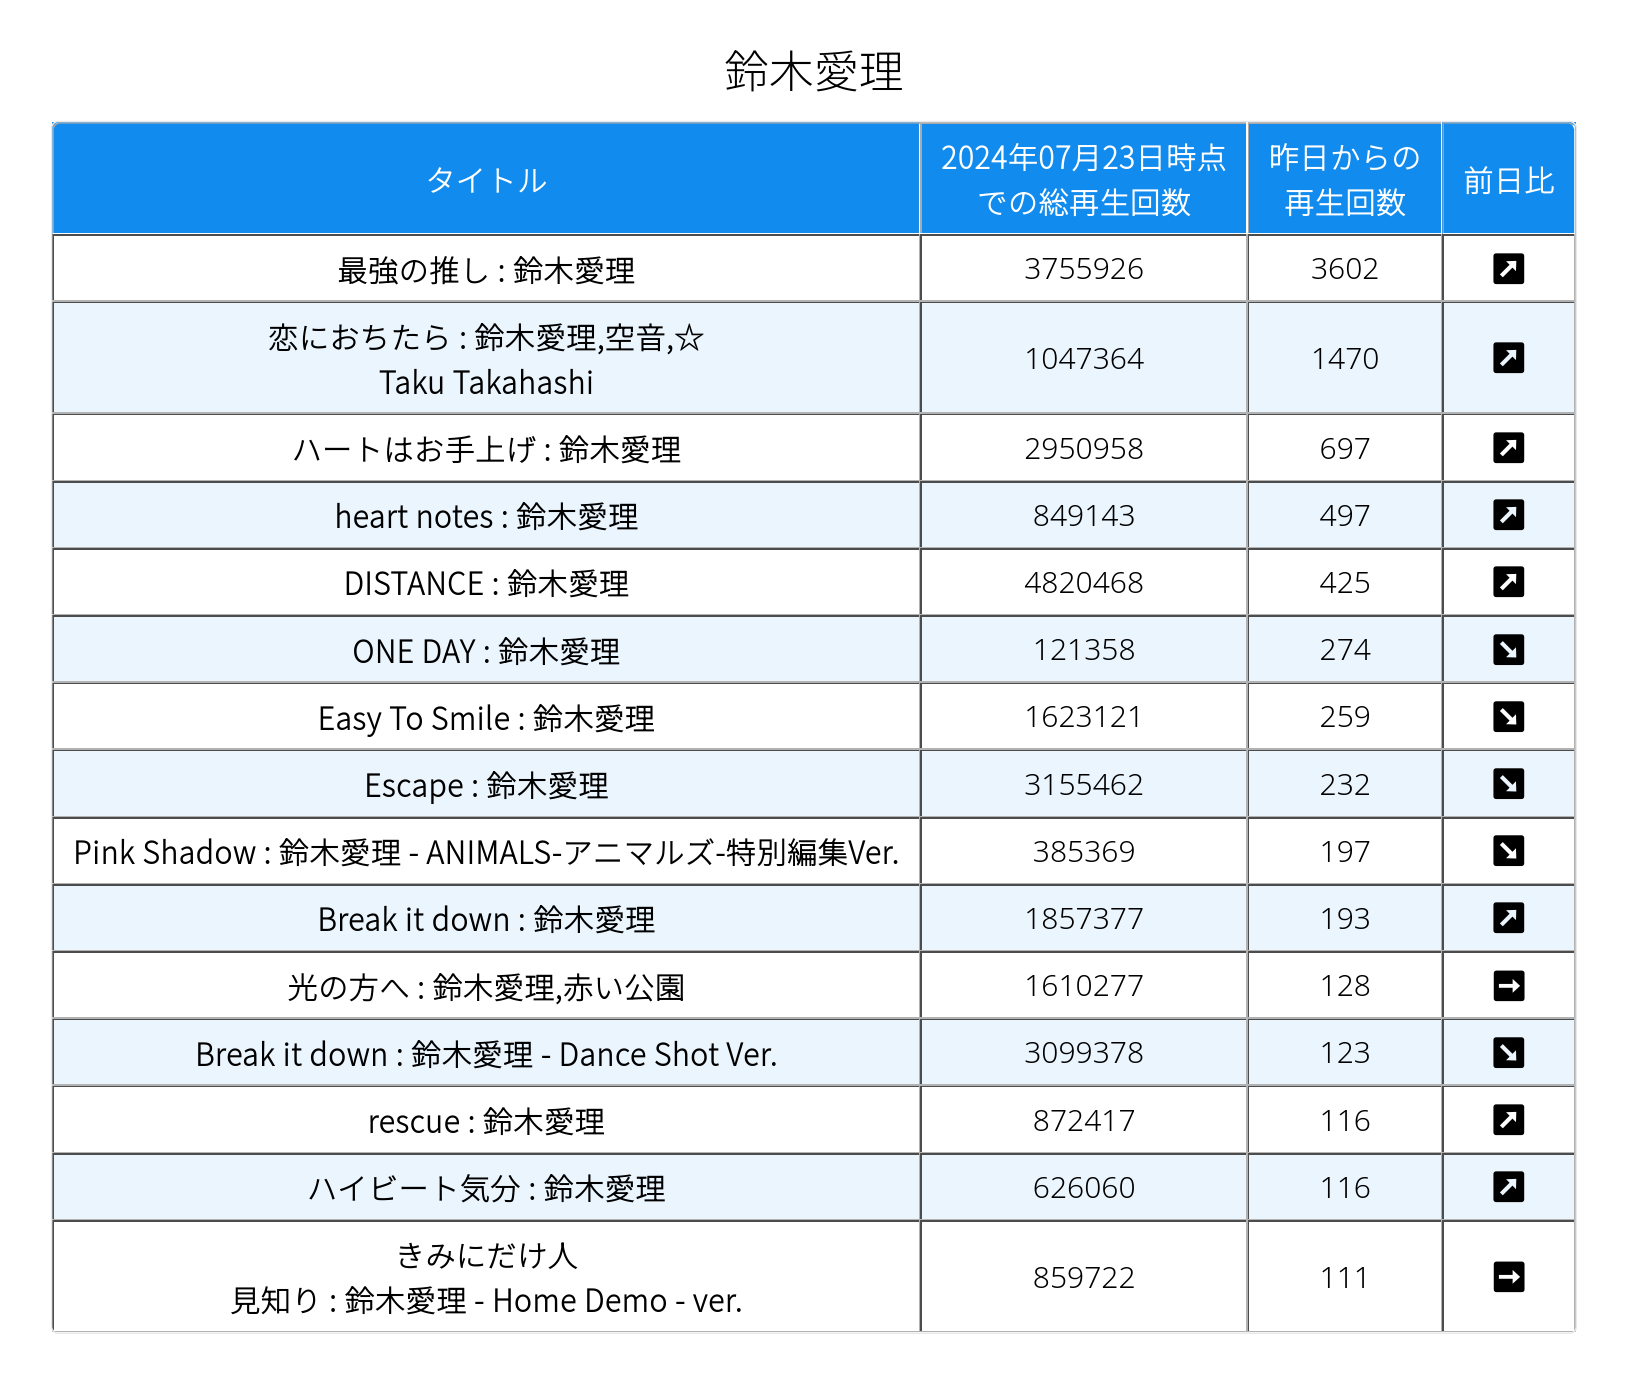 鈴木愛理
タイトル 2024年07月23日時点 昨日からの 前日比
での総再生回数 再生回数
最強の推し : 鈴木愛理 3755926 3602
恋におちたら : 鈴木愛理,空音,☆
Taku Takahashi 1047364 1470
ハートはお手上げ : 鈴木愛理 2950958 697
heart notes : 鈴木愛理 849143 497
DISTANCE : 鈴木愛理 4820468 425
ONE DAY : 鈴木愛理 121358 274
Easy To Smile : 鈴木愛理 1623121 259
Escape : 鈴木愛理 3155462 232
Pink Shadow : 鈴木愛理 - ANIMALS-アニマルズ-特別編集Ver. 385369 197
Break it down : 鈴木愛理 1857377 193
光の方へ : 鈴木愛理,赤い公園 1610277 128
Break it down : 鈴木愛理 - Dance Shot Ver. 3099378 123
rescue : 鈴木愛理 872417 116
ハイビート気分 : 鈴木愛理 626060 116
きみにだけ人
見知り : 鈴木愛理 - Home Demo - ver. 859722 111